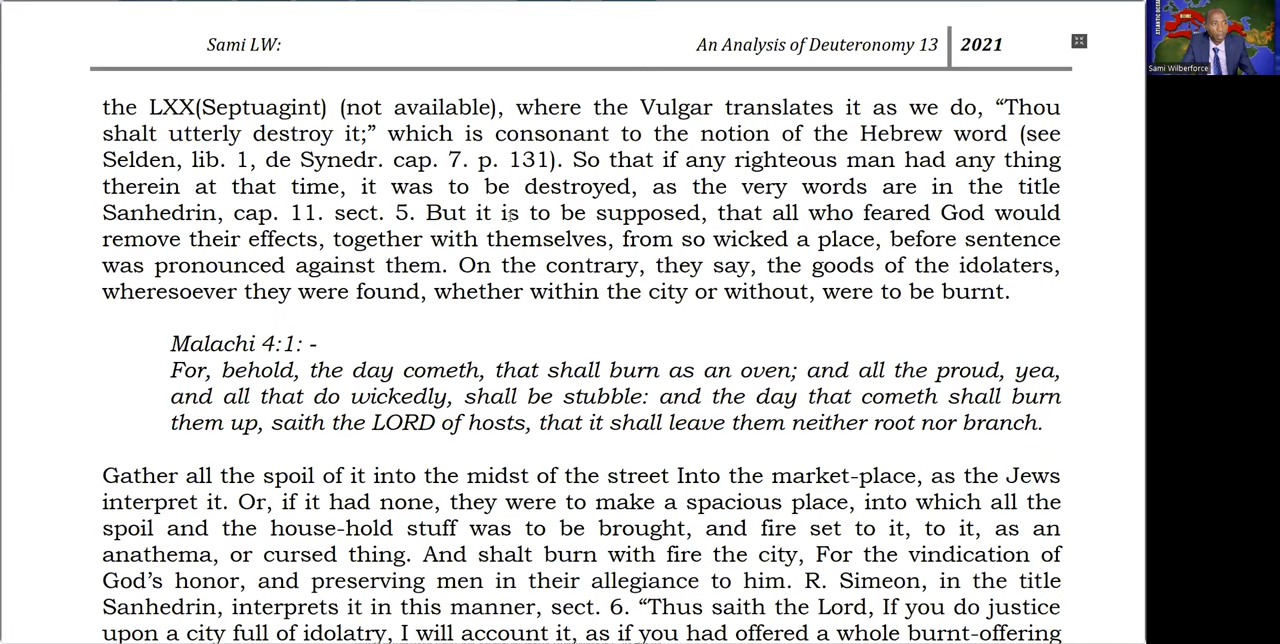 Sami LW:
An Analysis of Deuteronomy 13 2021
the LXX(Septuagint) (not available), where the Vulgar translates it as we do, “Thou
shalt utterly destroy it;” which is consonant to the notion of the Hebrew word (see
Selden, lib. 1, de Synedr. cap. 7. p. 131). So that if any righteous man had any thing
therein at that time, it was to be destroyed, as the very words are in the title
Sanhedrin, cap. 11. sect. 5. But it is to be supposed, that all who feared God would
remove their effects, together with themselves, from so wicked a place, before sentence
was pronounced against them. On the contrary, they say, the goods of the idolaters,
wheresoever they were found, whether within the city or without, were to be burnt.
Malachi 4:1: -
For, behold, the day cometh, that shall burn as an oven; and all the proud, yea,
and all that do wickedly, shall be stubble: and the day that cometh shall burn
them up, saith the LORD of hosts, that it shall leave them neither root nor branch.
Gather all the spoil of it into the midst of the street Into the market-place, as the Jews
interpret it. Or, if it had none, they were to make a spacious place, into which all the
spoil and the house-hold stuff was to be brought, and fire set to it, to it, as an
anathema, or cursed thing. And shalt burn with fire the city, For the vindication of
God’s honor, and preserving men in their allegiance to him. R. Simeon, in the title
Sanhedrin, interprets it in this manner, sect. 6. “Thus saith the Lord, If you do justice
upon a city full of idolatry, I will account it, as if you had offered a whole burnt-offering
ATLANTIC OCEAN
ROME
Sami Wilberforce